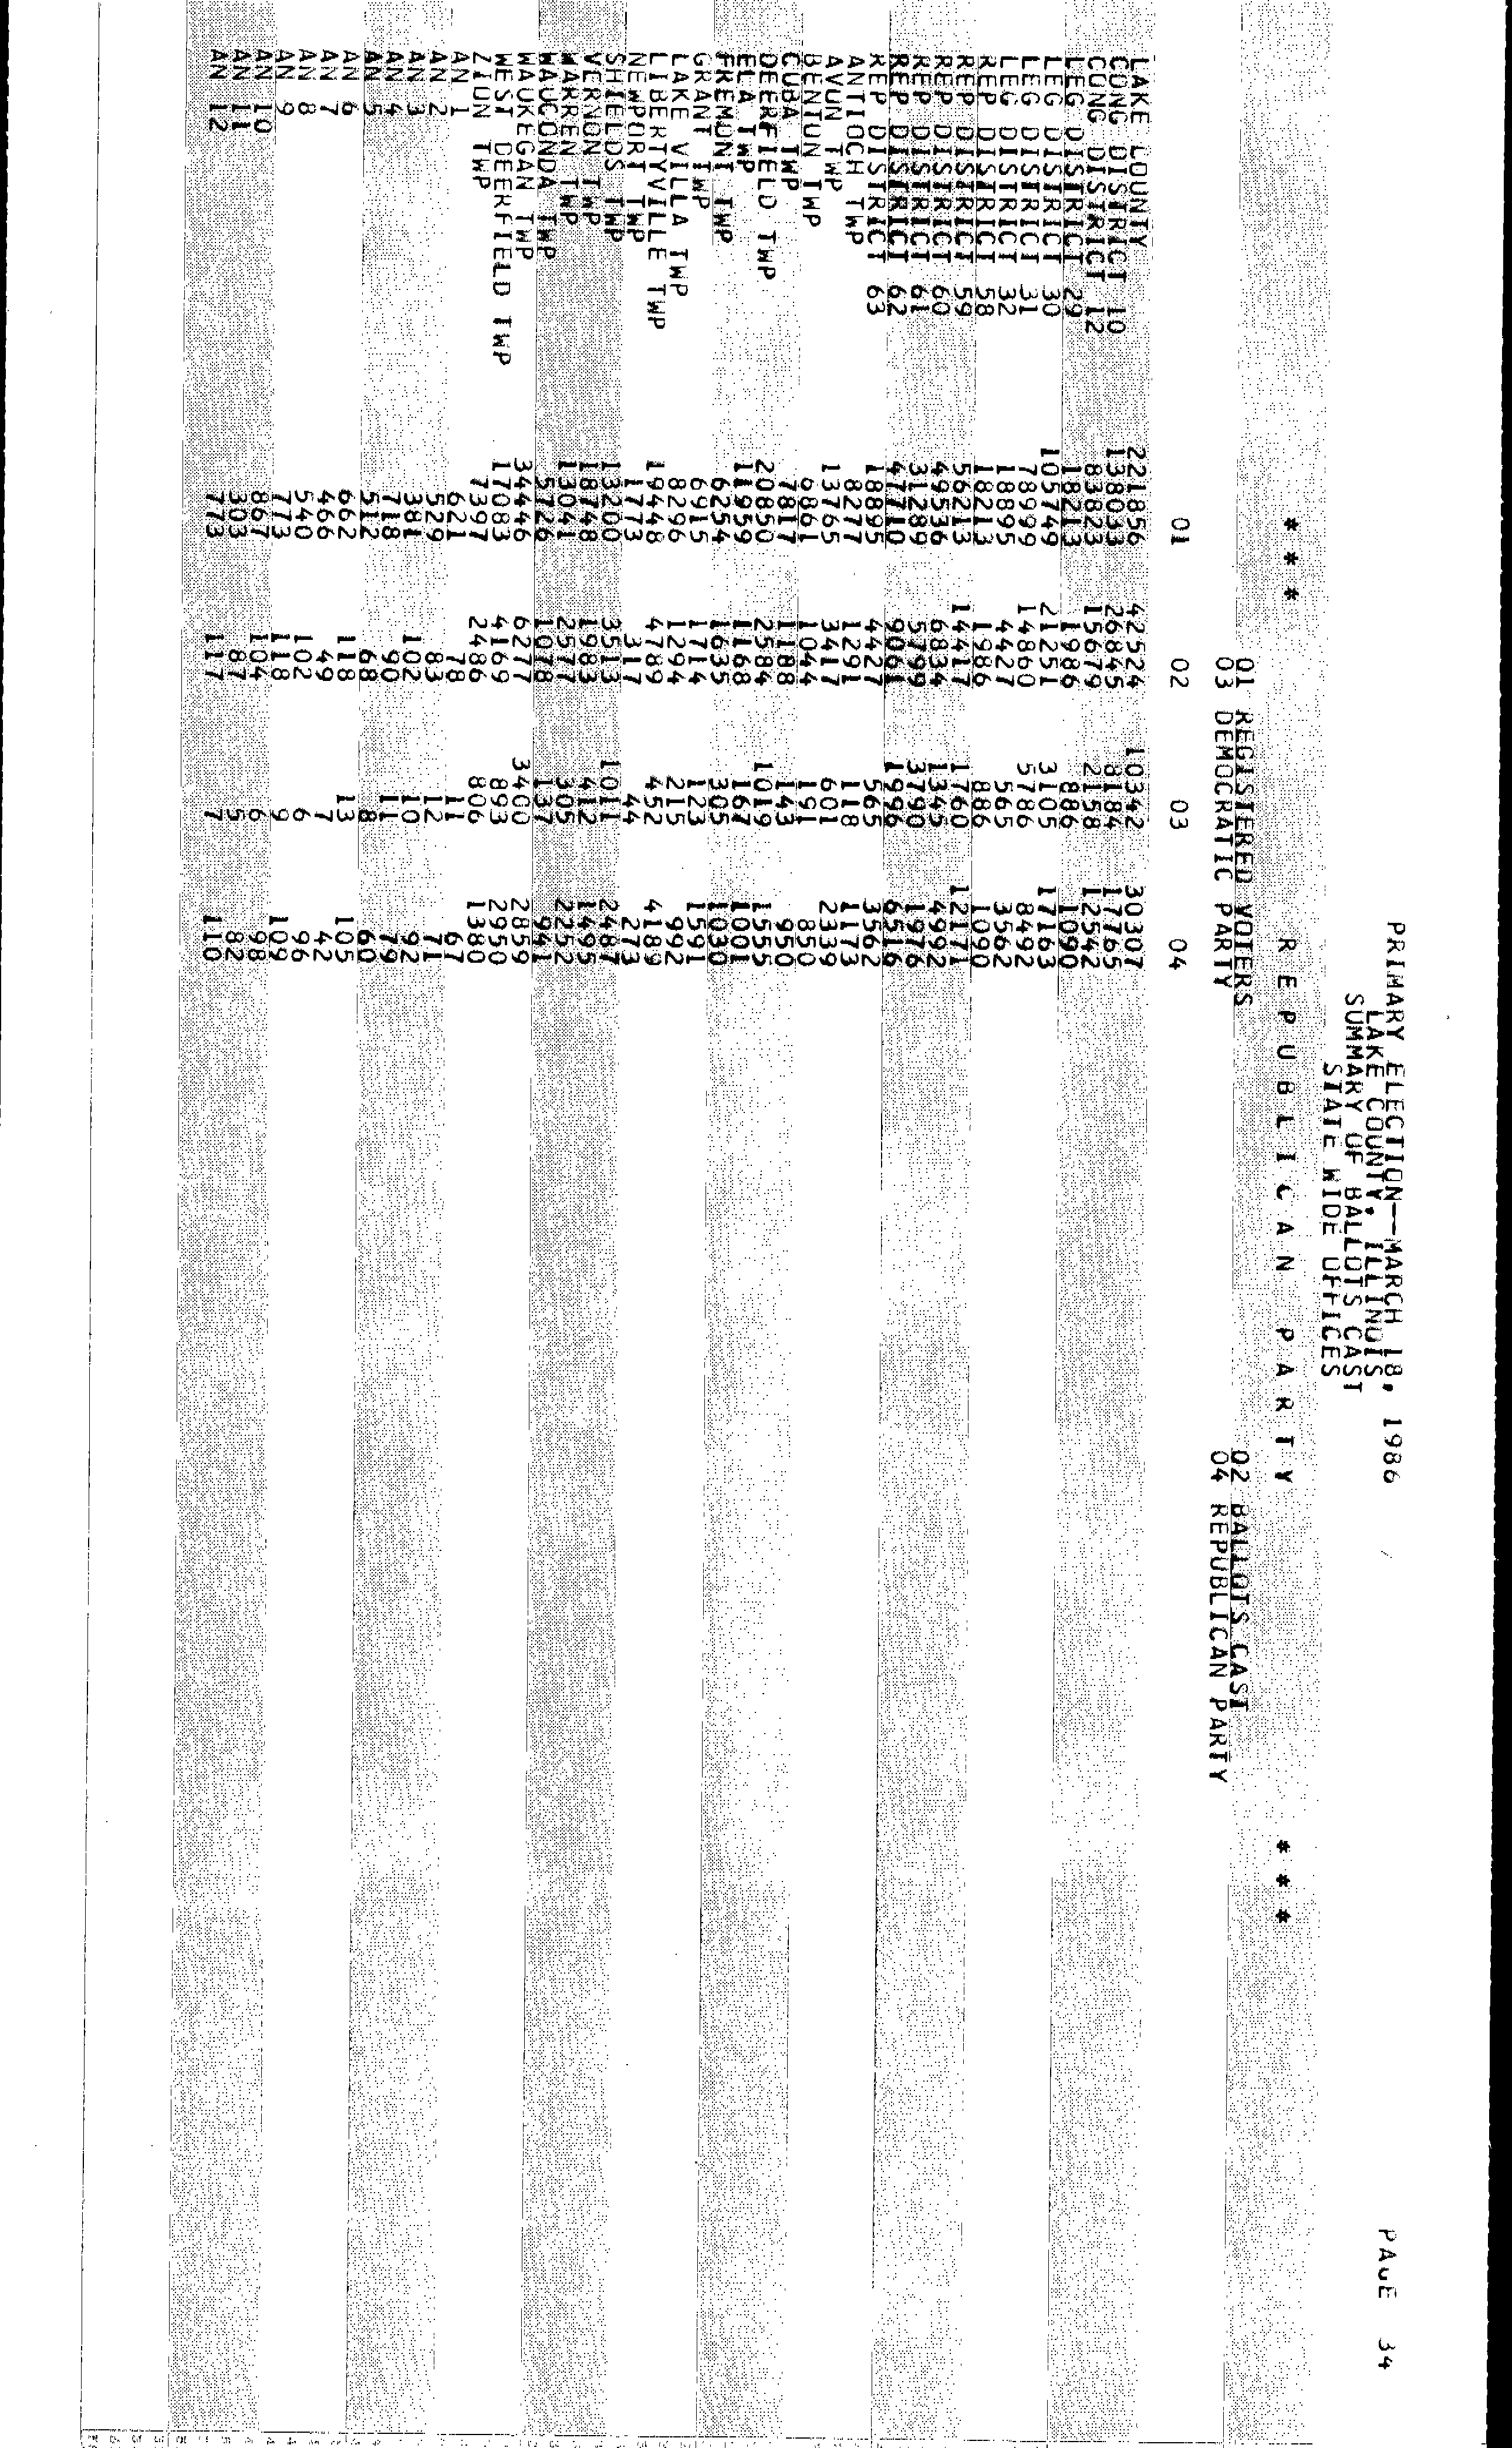 PRIMARY ELECTION--MARCH 18, 1986 PAGE 34
LAKE COUNTY, ILLINOIS
SUMMARY OF BALLOTS CAST
STATE WIDE OFFICES
* * * R E P U B L I C A N P A R T Y * * *
01 REGISTERED VOTERS 02 BALLOTS CAST
03 DEMOCRATIC PARTY 04 REPUBLICAN PARTY
01 02 03 04
LAKE COUNTY 221856 42524 10342 30307
CONG DISTRICT 10 138033 26845 8184 17765
CONG DISTRICT 12 83823 15679 2158 12542
LEG DISTRICT 29 18213 1986 886 1090
LEG DISTRICT 30 105749 21251 3105 17163
LEG DISTRICT 31 78999 14860 5786 8492
LEG DISTRICT 32 18895 4427 565 3562
REP DISTRICT 58 18213 1986 886 1090
REP DISTRICT 59 56213 14417 1760 12171
REP DISTRICT 60 49536 6834 1345 4992
REP DISTRICT 61 31289 5799 3790 1976
REP DISTRICT 62 47710 9061 1996 6516
REP DISTRICT 63 18895 4427 565 3562
ANTIOCH TWP 8277 1291 118 1173
AVON TWP 13765 3417 601 2339
BENTON TWP 6861 1044 191 850
CUBA TWP 7817 1188 143 950
DEERFIELD TWP 20850 2584 1019 1555
ELA TWP 11959 1168 167 1001
FREMONT TWP 6254 1635 305 1030
GRANT TWP 6915 1714 123 1591
LAKE VILLA TWP 8296 1294 215 992
LIBERTYVILLE TWP 19448 4789 452 4189
NEWPORT TWP 1773 317 44 273
SHIELDS TWP 13200 3513 1011 2487
VERNON TWP 18748 1983 412 1495
WARREN TWP 13041 2577 305 2252
WAUCONDA TWP 5726 1078 137 941
WAUKEGAN TWP 34446 6277 3400 2859
WEST DEERFIELD TWP 17083 4169 893 2950
ZION TWP 7397 2486 806 1380
AN 1 621 78 11 67
AN 2 529 83 12 71
AN 3 381 102 10 92
AN 4 718 90 11 79
AN 5 512 68 8 60
AN 6 662 118 13 105
AN 7 466 49 7 42
AN 8 540 102 6 96
AN 9 773 118 9 109
AN 10 867 104 6 98
AN 11 303 87 5 82
AN 12 773 117 7 110